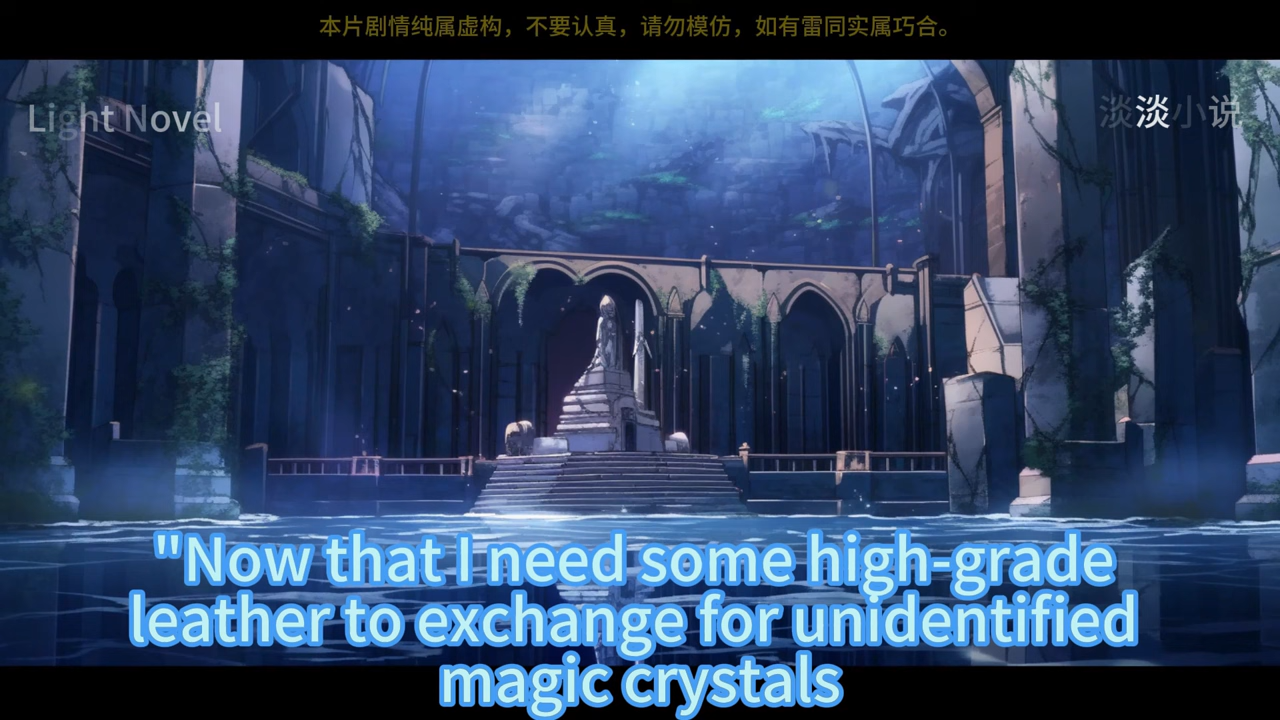 本片剧情纯属虚构，不要认真，请勿模仿，如有雷同实属巧合。
Light Novel
淡淡小说
"Now that I need some high-grade
leather to exchange for unidentified
magic crystals